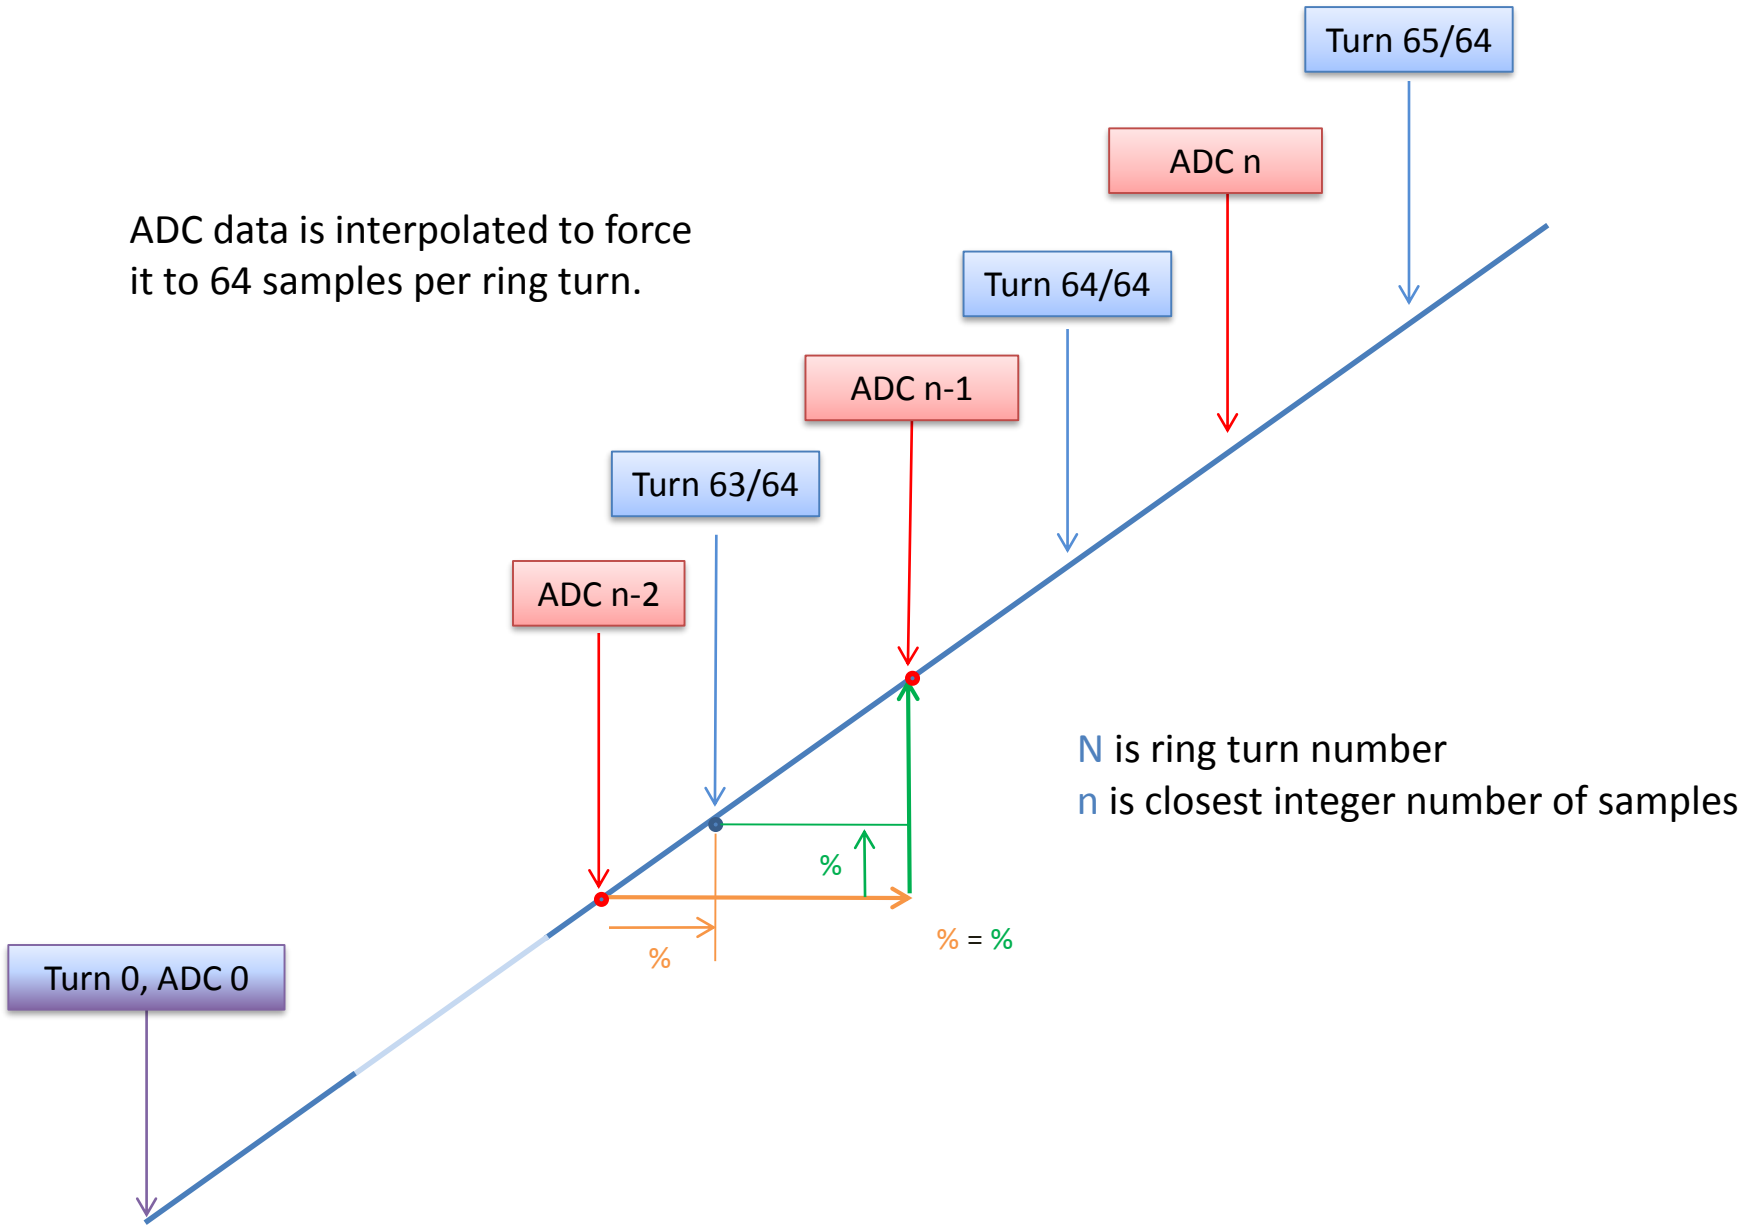 Turn 65/64
ADC n
ADC data is interpolated to force
it to 64 samples per ring turn.
Turn 64/64
ADC n-1
Turn 63/64
ADC n-2
N is ring turn number
n is closest integer number of samples
%
%
% = %
Turn 0, ADC 0